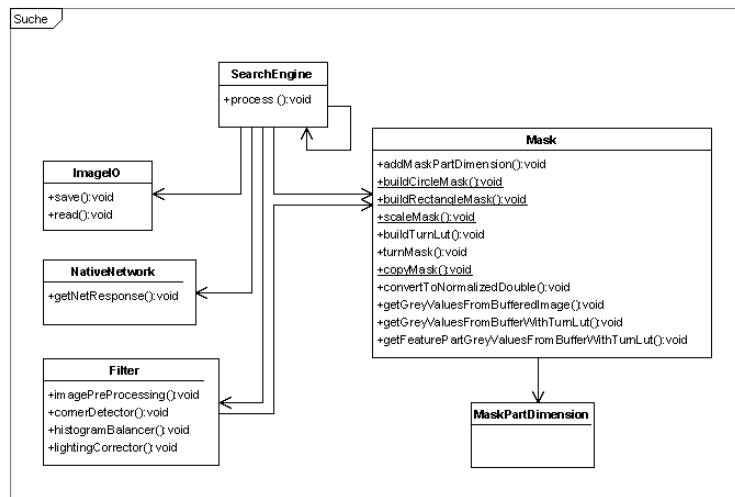 Suche
SearchEngine
+process ():void
ImageIO
+save():void
+read():void
NativeNetwork
+getNetResponse():void
Filter
+imagePreProcessing():void
+cornerDetector():void
+histogramBalancer():void
+lightingCorrector():void
Mask
+addMaskPartDimension():void
+buildCircleMask():void
+buildRectangleMask():void
+scaleMask():void
+buildTurnLut():void
+turnMask():void
+copyMask():void
+convertToNormalizedDouble():void
+getGreyValuesFromBufferedImage():void
+getGreyValuesFromBufferWithTurnLut():void
+getFeaturePartGreyValuesFromBufferWithTurnLut():void
MaskPartDimension